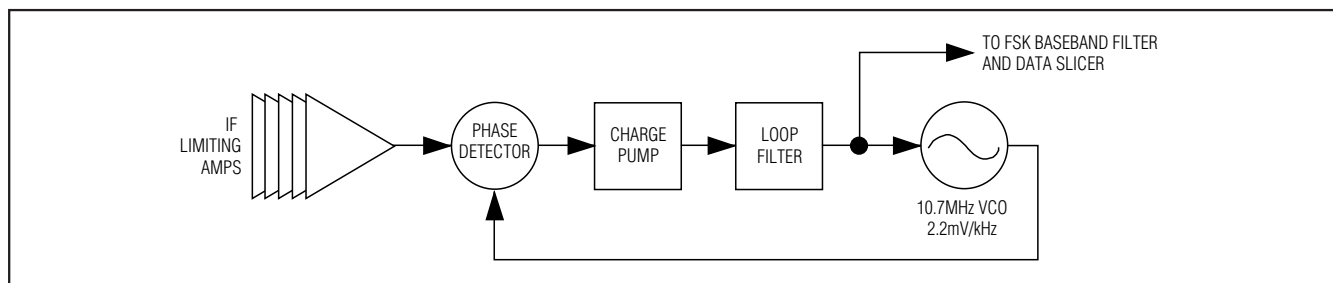 IF
LIMITING
AMPS
PHASE
DETECTOR
CHARGE
PUMP
LOOP
FILTER
TO FSK BASEBAND FILTER
AND DATA SLICER
10.7MHz VCO
2.2mV/kHz